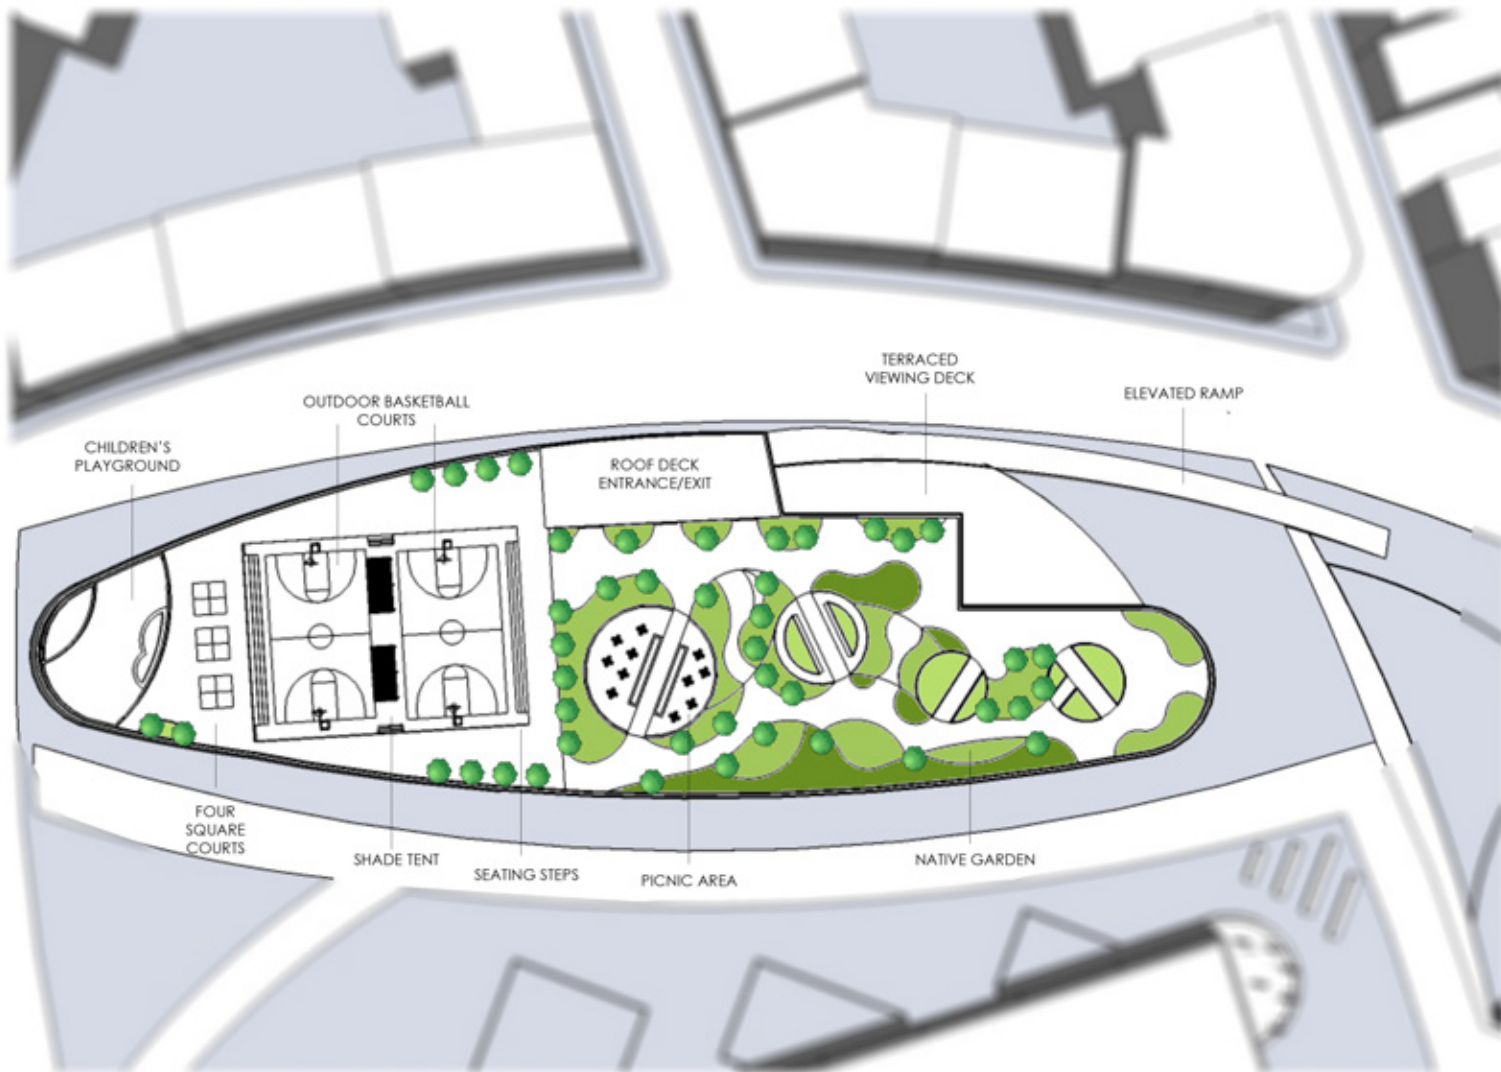 TERRACED
VIEWING DECK
ELEVATED RAMP
OUTDOOR BASKETBALL
COURTS
CHILDREN'S
PLAYGROUND
ROOF DECK
ENTRANCE/EXIT
FOUR
SQUARE
COURTS
SHADE TENT
SEATING STEPS
PICNIC AREA
NATIVE GARDEN